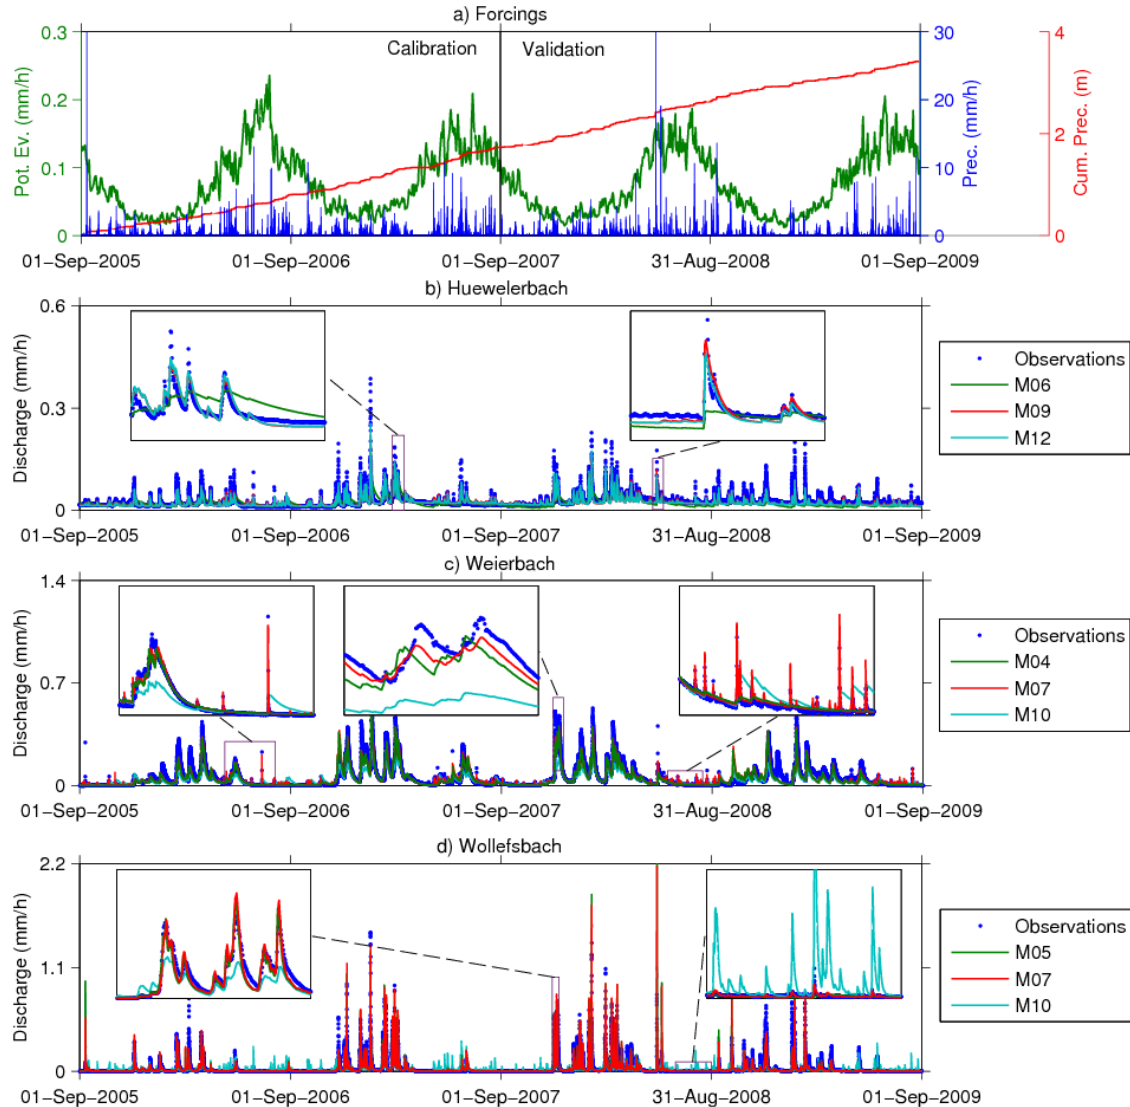 a) Forcings
0.3
0.2
0.1
0
Pot. Ev. (mm/h)
Calibration
Validation
30
20
10
0
Prec. (mm/h)
4
2
0
Cum. Prec. (m)
01-Sep-2005
01-Sep-2006
01-Sep-2007
31-Aug-2008
01-Sep-2009
b) Huewelerbach
0.6
0.3
0
Discharge (mm/h)
Observations
M06
M09
M12
01-Sep-2005
01-Sep-2006
01-Sep-2007
31-Aug-2008
01-Sep-2009
c) Weierbach
1.4
0.7
0
Discharge (mm/h)
Observations
M04
M07
M10
01-Sep-2005
01-Sep-2006
01-Sep-2007
31-Aug-2008
01-Sep-2009
d) Wollefsbach
2.2
1.1
0
Discharge (mm/h)
Observations
M05
M07
M10
01-Sep-2005
01-Sep-2006
01-Sep-2007
31-Aug-2008
01-Sep-2009